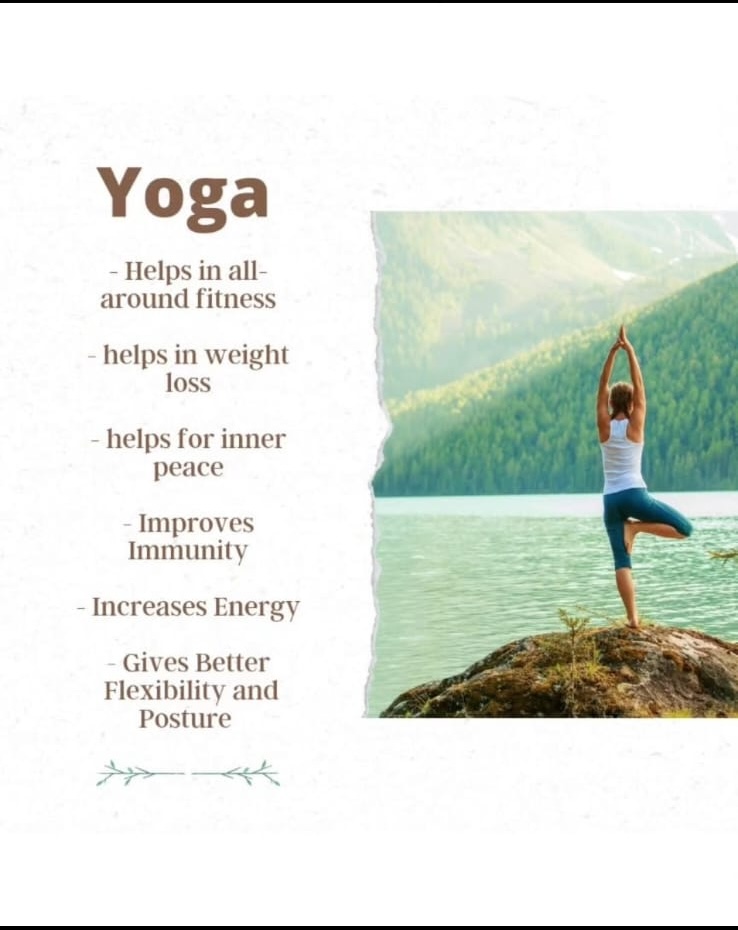 Yoga
- Helps in all-
around fitness
- helps in weight
loss
- helps for inner
peace
- Improves
Immunity
- Increases Energy
- Gives Better
Flexibility and
Posture